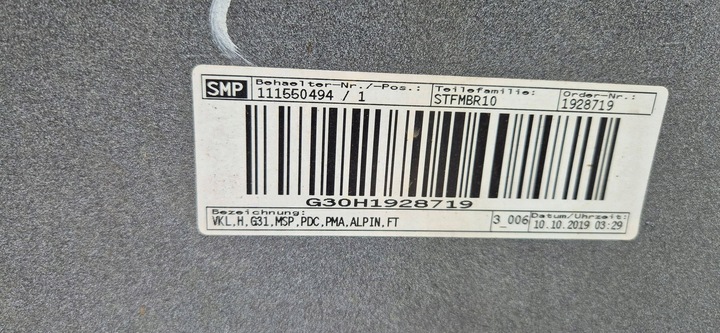 SMP
Behaelter-Nr./-Pos.: Teilefamilie: Order-Nr.:
111550494 / 1 STFMBR10 1928719
G30H1928719
Bezeichnung: 3_006 Datum/Uhrzeit:
VKL,H,G31,MSP,PDC,PMA,ALPIN,FT 10.10.2019 03:29